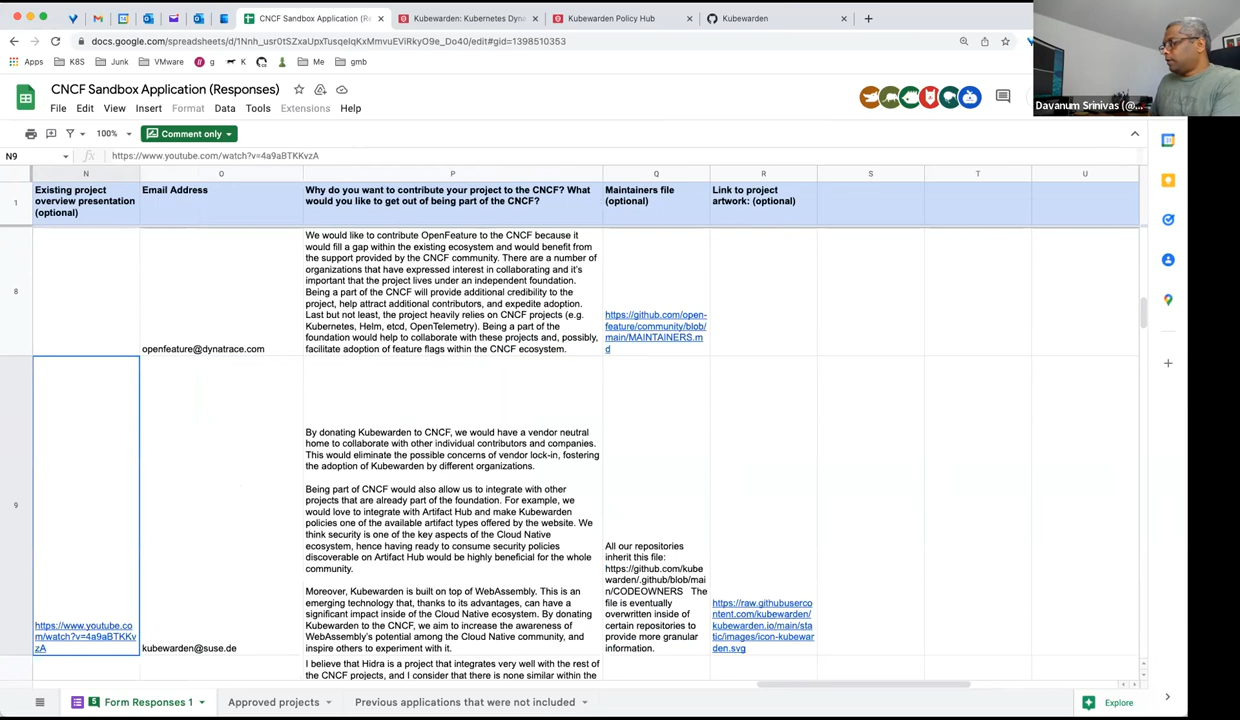 CNCF Sandbox Application (Re
Kubewarden: Kubernetes Dyna
Kubewarden Policy Hub
Kubewarden
docs.google.com/spreadsheets/d/1Nnh_usr0tSZxaUpxTusqeIqKxMmvuEViRkyO9e_Do40/edit#gid=1398510353
Apps K8S Junk VMware g K Me gmb
Davanum Srinivas (@...
CNCF Sandbox Application (Responses)
File Edit View Insert Format Data Tools Extensions Help
100% Comment only
N9 fx https://www.youtube.com/watch?v=4a9aBTKKvzA
N O P Q R S T U
1
Existing project
overview presentation
(optional)
Email Address
Why do you want to contribute your project to the CNCF? What
would you like to get out of being part of the CNCF?
Maintainers file
(optional)
Link to project
artwork: (optional)
8
openfeature@dynatrace.com
We would like to contribute OpenFeature to the CNCF because it
would fill a gap within the existing ecosystem and would benefit from
the support provided by the CNCF community. There are a number of
organizations that have expressed interest in collaborating and it's
important that the project lives under an independent foundation.
Being a part of the CNCF will provide additional credibility to the
project, help attract additional contributors, and expedite adoption.
Last but not least, the project heavily relies on CNCF projects (e.g.
Kubernetes, Helm, etcd, OpenTelemetry). Being a part of the
foundation would help to collaborate with these projects and, possibly,
facilitate adoption of feature flags within the CNCF ecosystem.
https://github.com/open-
feature/community/blob/
main/MAINTAINERS.m
d
9
https://www.youtube.co
m/watch?v=4a9aBTKKv
zA
kubewarden@suse.de
By donating Kubewarden to CNCF, we would have a vendor neutral
home to collaborate with other individual contributors and companies.
This would eliminate the possible concerns of vendor lock-in, fostering
the adoption of Kubewarden by different organizations.
Being part of CNCF would also allow us to integrate with other
projects that are already part of the foundation. For example, we
would love to integrate with Artifact Hub and make Kubewarden
policies one of the available artifact types offered by the website. We
think security is one of the key aspects of the Cloud Native
ecosystem, hence having ready to consume security policies
discoverable on Artifact Hub would be highly beneficial for the whole
community.
Moreover, Kubewarden is built on top of WebAssembly. This is an
emerging technology that, thanks to its advantages, can have a
significant impact inside of the Cloud Native ecosystem. By donating
Kubewarden to the CNCF, we aim to increase the awareness of
WebAssembly's potential among the Cloud Native community, and
inspire others to experiment with it.
All our repositories
inherit this file:
https://github.com/kube
warden/.github/blob/mai
n/CODEOWNERS The
file is eventually
overwritten inside of
certain repositories to
provide more granular
information.
https://raw.githubuserco
ntent.com/kubewarden/
kubewarden.io/main/sta
tic/images/icon-kubewar
den.svg
I believe that Hidra is a project that integrates very well with the rest of
the CNCF projects, and I consider that there is none similar within the
5 Form Responses 1
Approved projects
Previous applications that were not included
Explore